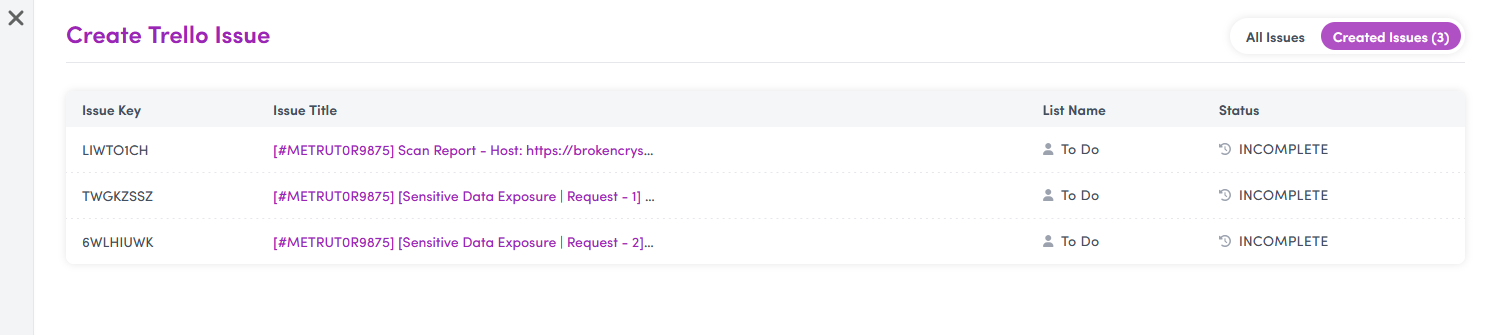 Create Trello Issue
All Issues Created Issues (3)
Issue Key Issue Title List Name Status
LIWTO1CH [#METRUT0R9875] Scan Report - Host: https://brokencrys... To Do INCOMPLETE
TWGKZSSZ [#METRUT0R9875] [Sensitive Data Exposure | Request - 1] ... To Do INCOMPLETE
6WLHIUWK [#METRUT0R9875] [Sensitive Data Exposure | Request - 2]... To Do INCOMPLETE